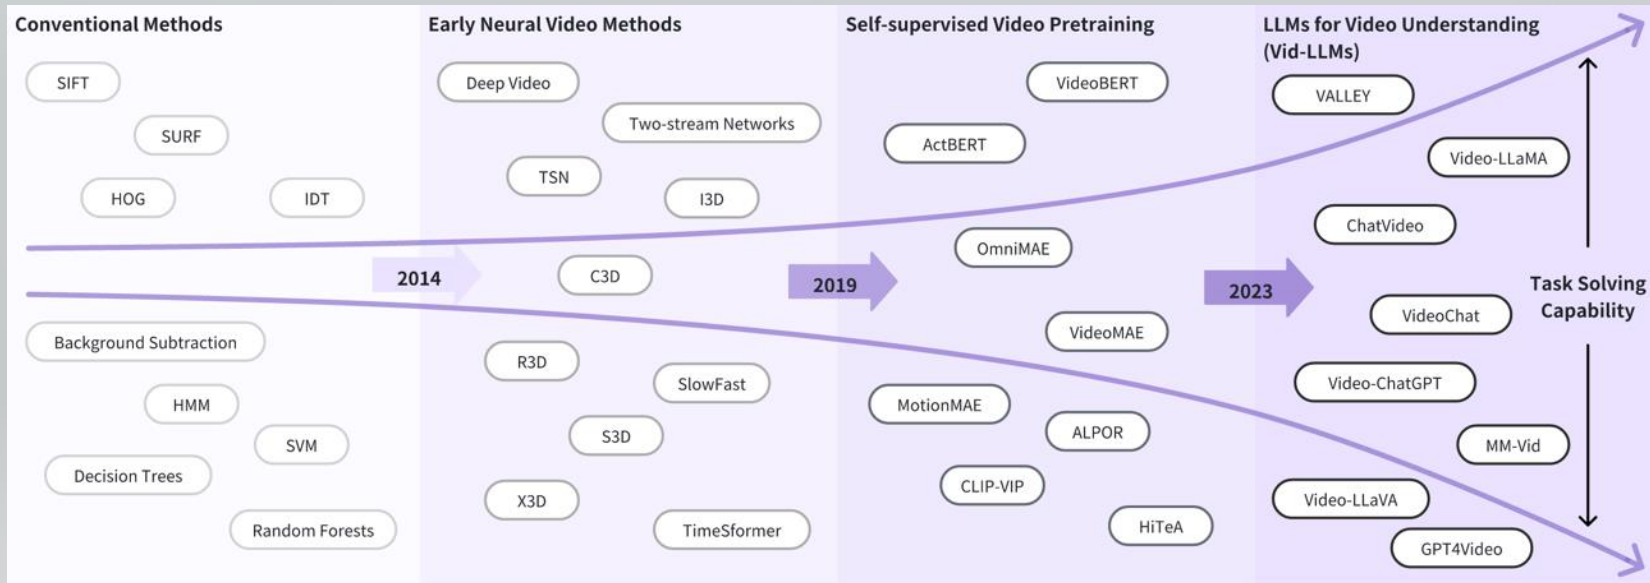 Conventional Methods
SIFT
SURF
HOG
IDT
Background Subtraction
HMM
SVM
Decision Trees
Random Forests
2014
Early Neural Video Methods
Deep Video
Two-stream Networks
TSN
I3D
C3D
R3D
SlowFast
S3D
X3D
TimeSformer
2019
Self-supervised Video Pretraining
VideoBERT
ActBERT
OmniMAE
VideoMAE
MotionMAE
ALPOR
CLIP-VIP
HiTeA
2023
LLMs for Video Understanding
(Vid-LLMs)
VALLEY
Video-LLaMA
ChatVideo
VideoChat
Video-ChatGPT
MM-Vid
Video-LLaVA
GPT4Video
Task Solving
Capability